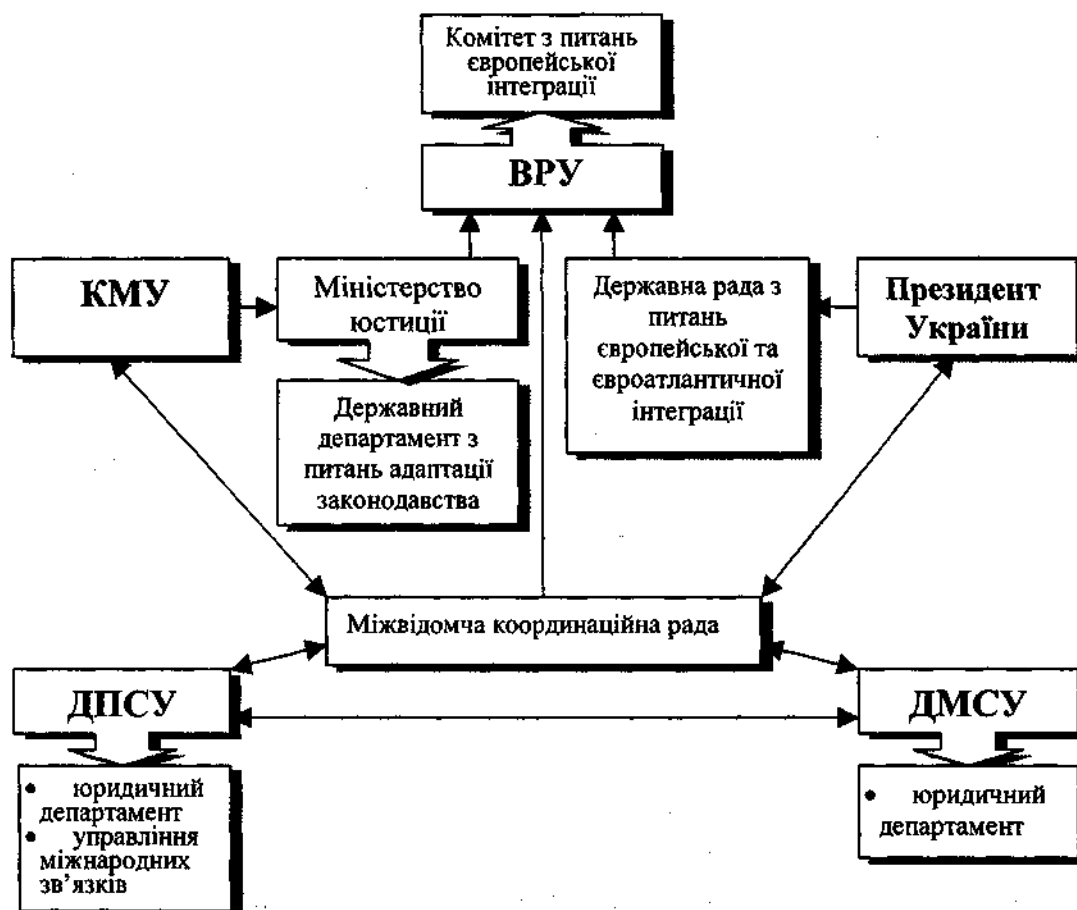 Комітет з питань
європейської
інтеграції
ВРУ
КМУ
Міністерство
юстиції
Державна рада з
питань
європейської та
євроатлантичної
інтеграції
Президент
України
Державний
департамент з
питань адаптації
законодавства
Міжвідомча координаційна рада
ДПСУ
ДМСУ
• юридичний
департамент
• управління
міжнародних
зв’язків
• юридичний
департамент